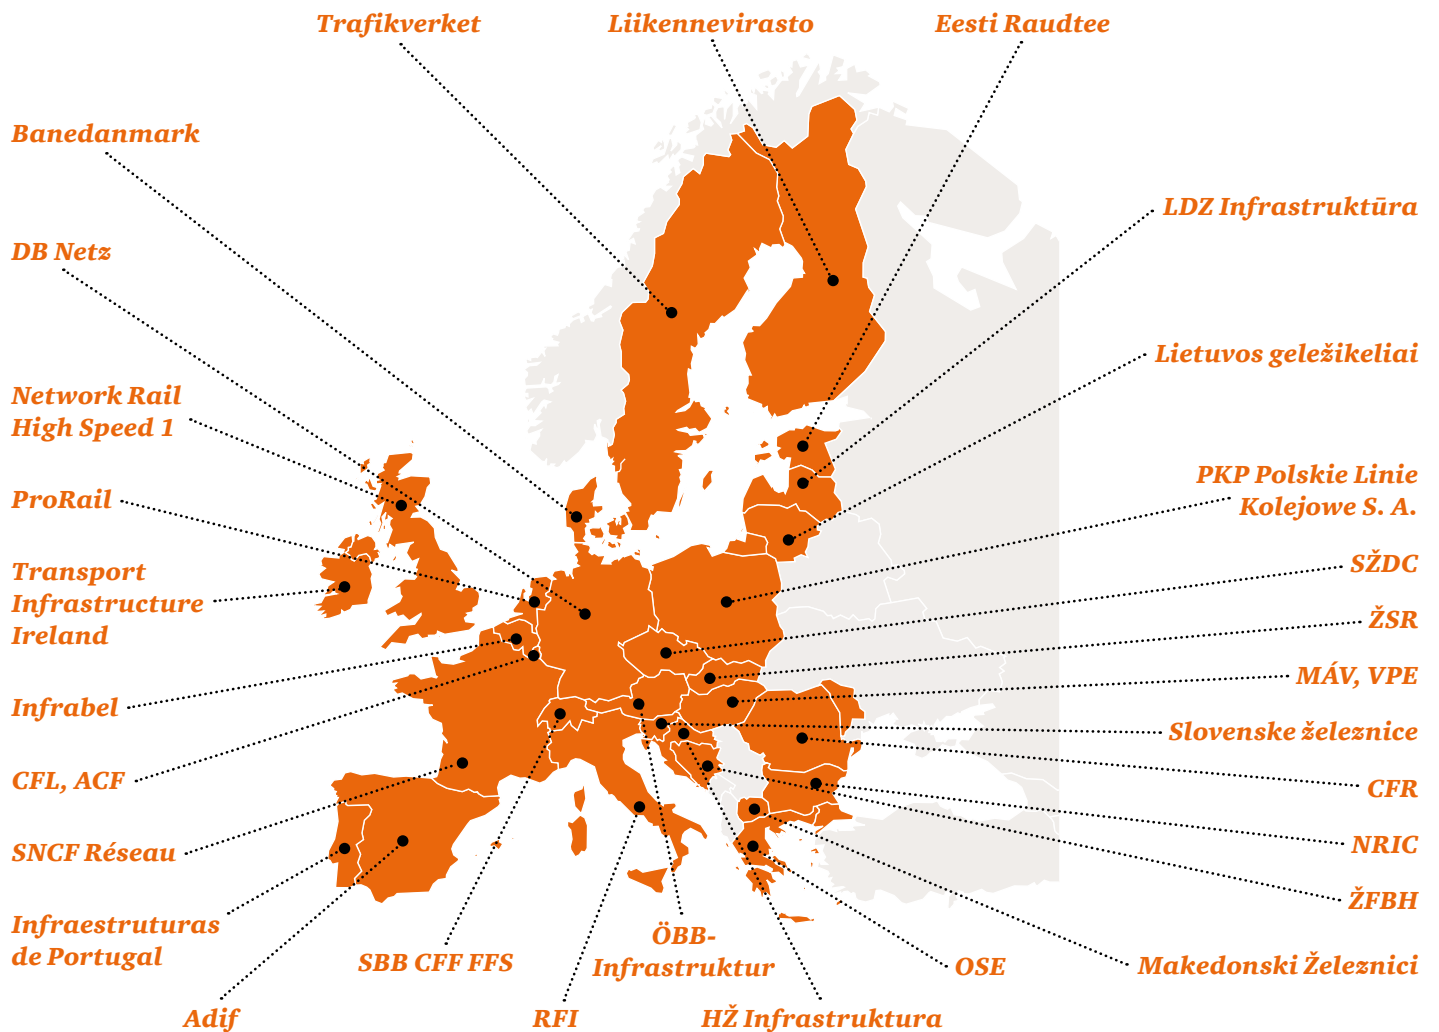 Trafikverket
Liikennevirasto
Eesti Raudtee
Banedanmark
LDZ Infrastruktūra
DB Netz
Lietuvos geležikeliai
Network Rail
High Speed 1
PKP Polskie Linie
Kolejowe S. A.
ProRail
SŽDC
Transport
Infrastructure
Ireland
ŽSR
MÁV, VPE
Infrabel
Slovenske železnice
CFL, ACF
CFR
SNCF Réseau
NRIC
ŽFBH
Infraestruturas
de Portugal
SBB CFF FFS
ÖBB-
Infrastruktur
OSE
Makedonski Železnici
Adif
RFI
HŽ Infrastruktura